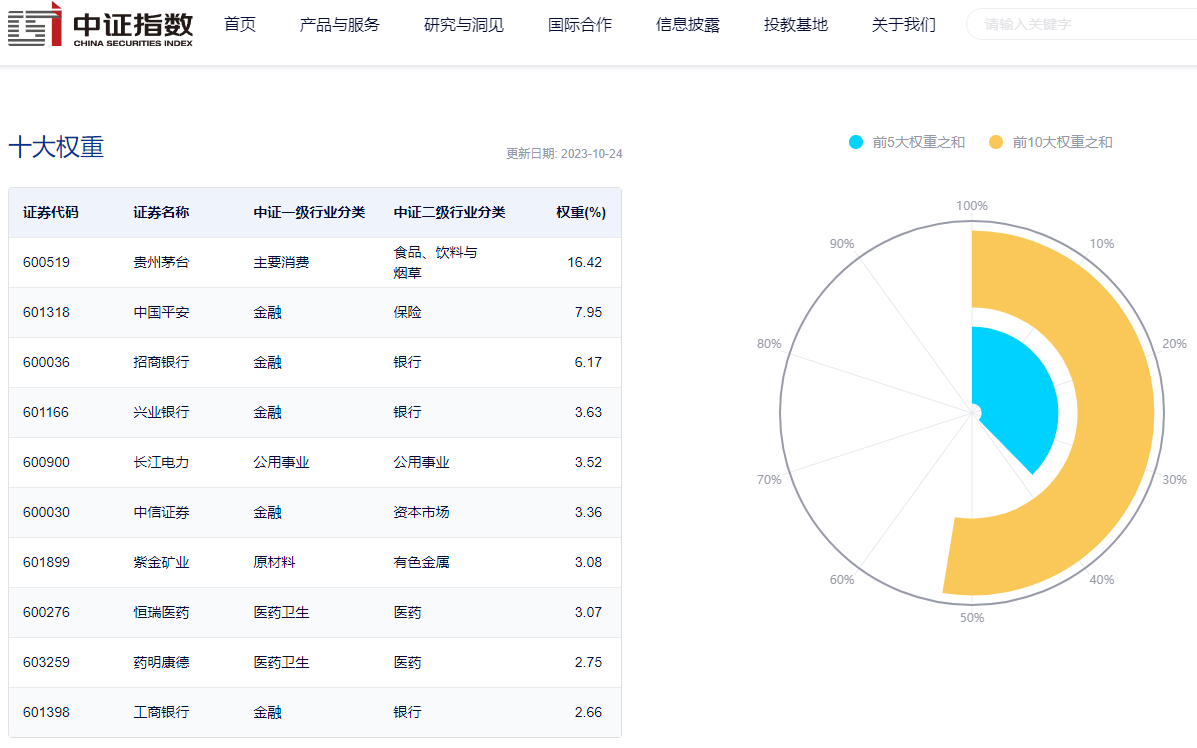 中证指数
CHINA SECURITIES INDEX
首页 产品与服务 研究与洞见 国际合作 信息披露 投教基地 关于我们 请输入关键字
十大权重
更新日期: 2023-10-24
前5大权重之和 前10大权重之和
证券代码 证券名称 中证一级行业分类 中证二级行业分类 权重(%)
600519 贵州茅台 主要消费 食品、饮料与
烟草 16.42
601318 中国平安 金融 保险 7.95
600036 招商银行 金融 银行 6.17
601166 兴业银行 金融 银行 3.63
600900 长江电力 公用事业 公用事业 3.52
600030 中信证券 金融 资本市场 3.36
601899 紫金矿业 原材料 有色金属 3.08
600276 恒瑞医药 医药卫生 医药 3.07
603259 药明康德 医药卫生 医药 2.75
601398 工商银行 金融 银行 2.66
100%
10%
20%
30%
40%
50%
60%
70%
80%
90%